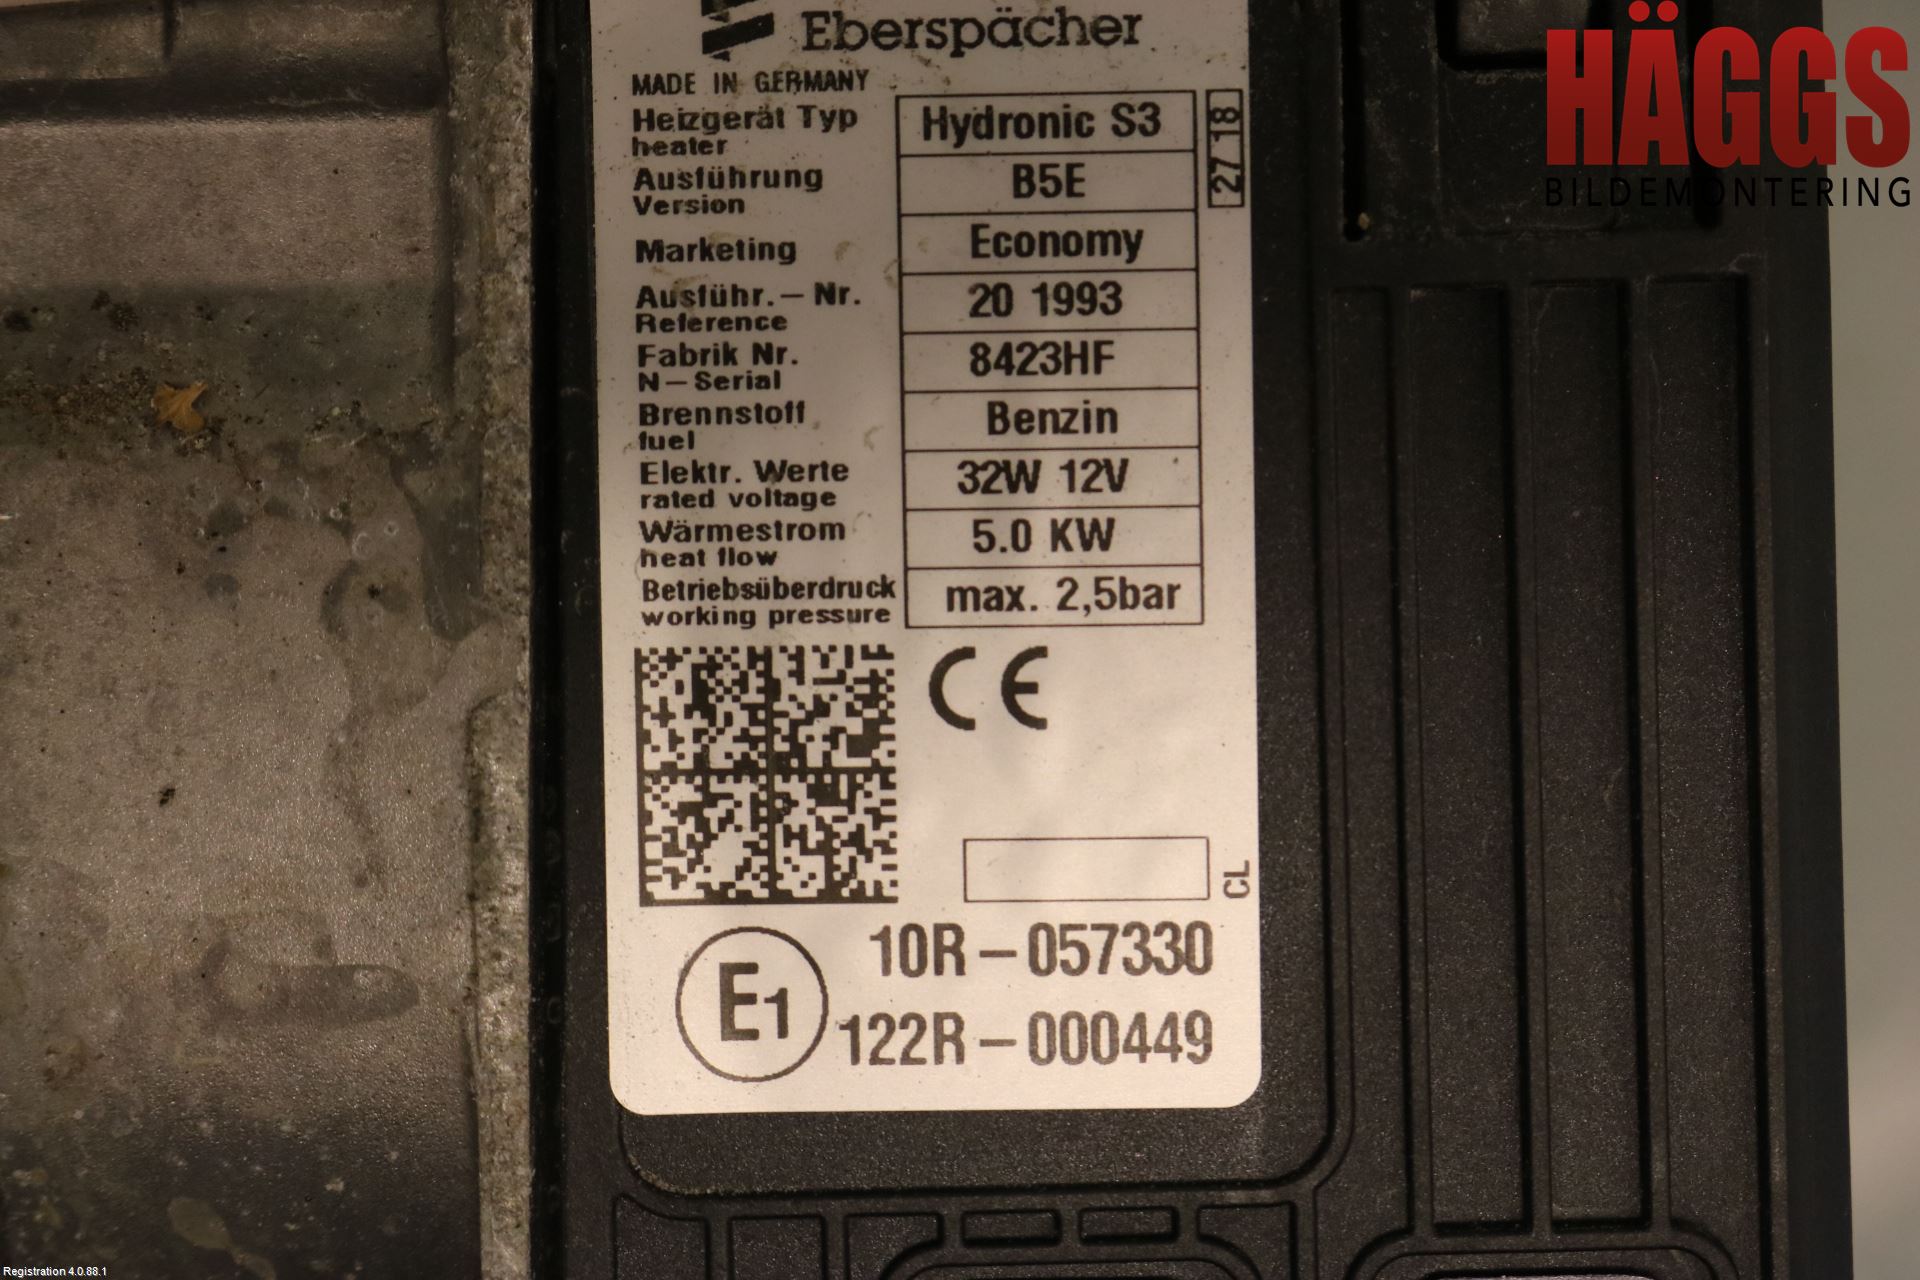 Eberspächer
MADE IN GERMANY
Heizgerät Typ
heater
Hydronic S3
27 18
Ausführung
Version
B5E
Marketing
Economy
Ausführ.-Nr.
Reference
20 1993
Fabrik Nr.
N-Serial
8423HF
Brennstoff
fuel
Benzin
Elektr. Werte
rated voltage
32W 12V
Wärmestrom
heat flow
5.0 KW
Betriebsüberdruck
working pressure
max. 2,5bar
CE
CL
E1
10R-057330
122R-000449
HÄGGS
BILDEMONTERING
Registration 4.0.88.1